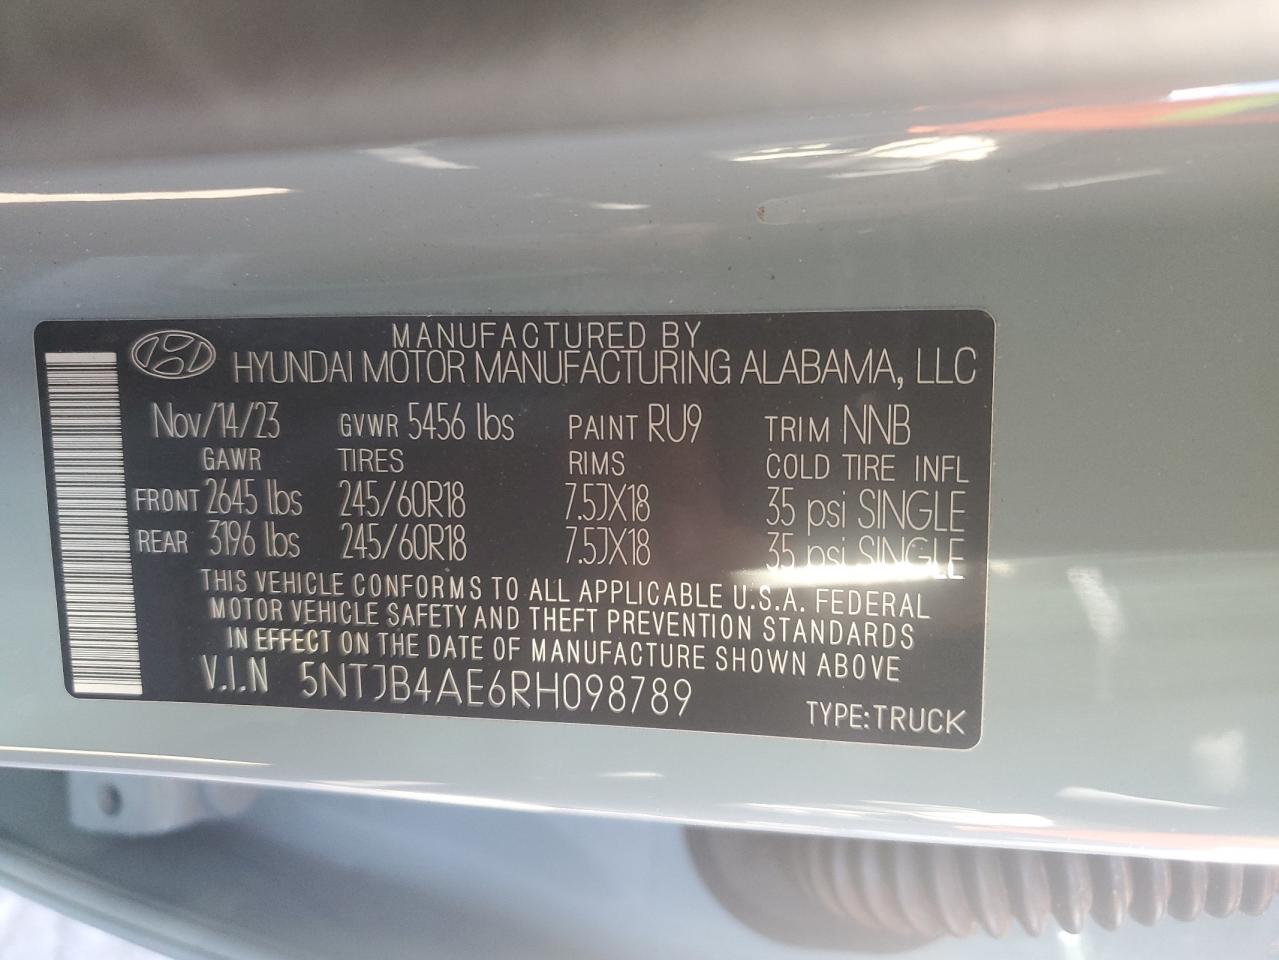 MANUFACTURED BY
HYUNDAI MOTOR MANUFACTURING ALABAMA, LLC
Nov/14/23 GVWR 5456 lbs PAINT RU9 TRIM NNB
GAWR TIRES RIMS COLD TIRE INFL
FRONT 2645 lbs 245/60R18 7.5JX18 35 psi SINGLE
REAR 3196 lbs 245/60R18 7.5JX18 35 psi SINGLE
THIS VEHICLE CONFORMS TO ALL APPLICABLE U.S.A. FEDERAL
MOTOR VEHICLE SAFETY AND THEFT PREVENTION STANDARDS
IN EFFECT ON THE DATE OF MANUFACTURE SHOWN ABOVE
V.I.N 5NTJB4AE6RH098789
TYPE:TRUCK